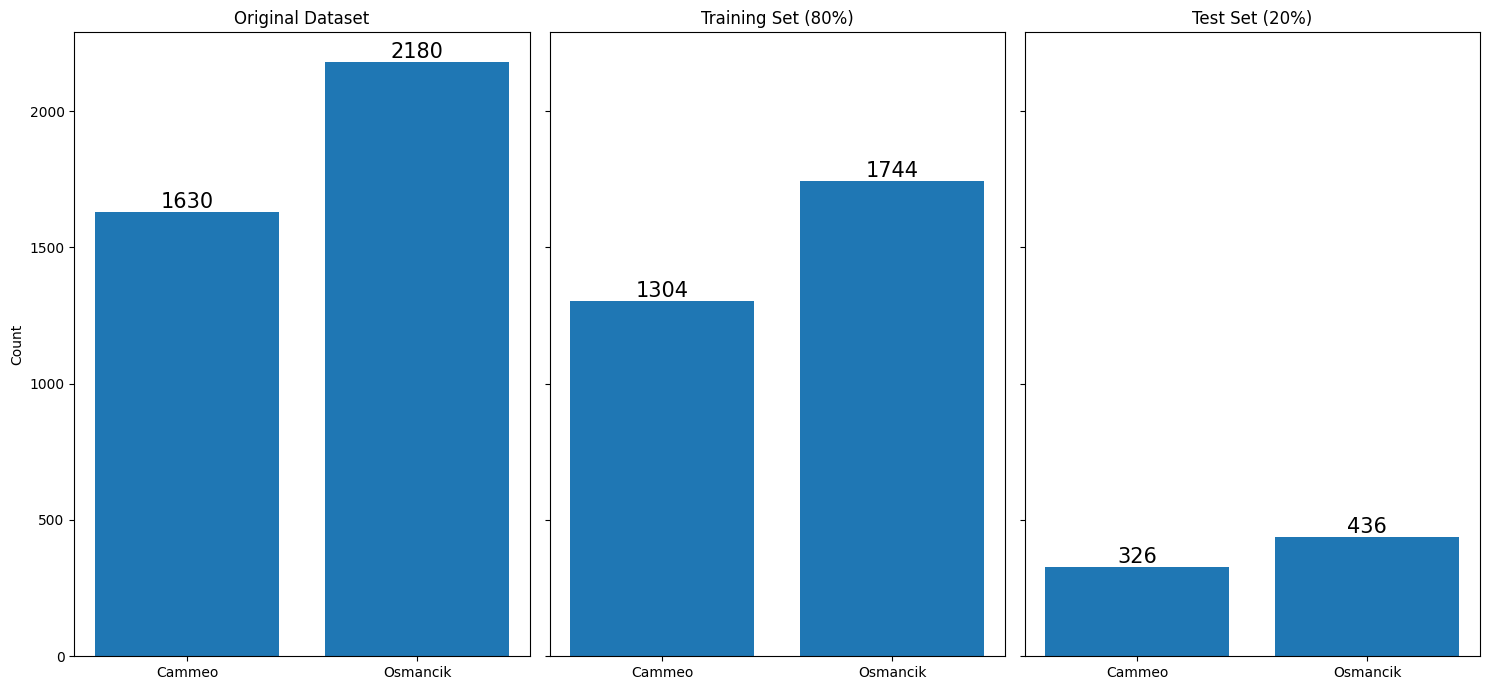 Original Dataset
Training Set (80%)
Test Set (20%)
Count
2000
1500
1000
500
0
2180
1630
1744
1304
436
326
Cammeo
Osmancik
Cammeo
Osmancik
Cammeo
Osmancik